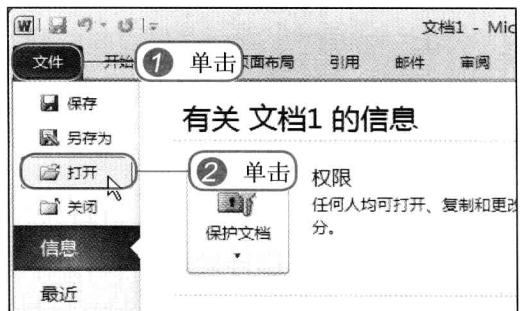 文档1 - Mic
文件 开始 1 单击 页面布局 引用 邮件 审阅
保存
另存为
打开
关闭
信息
最近
有关 文档1 的信息
2 单击
保护文档
权限
任何人均可打开、复制和更改
分。